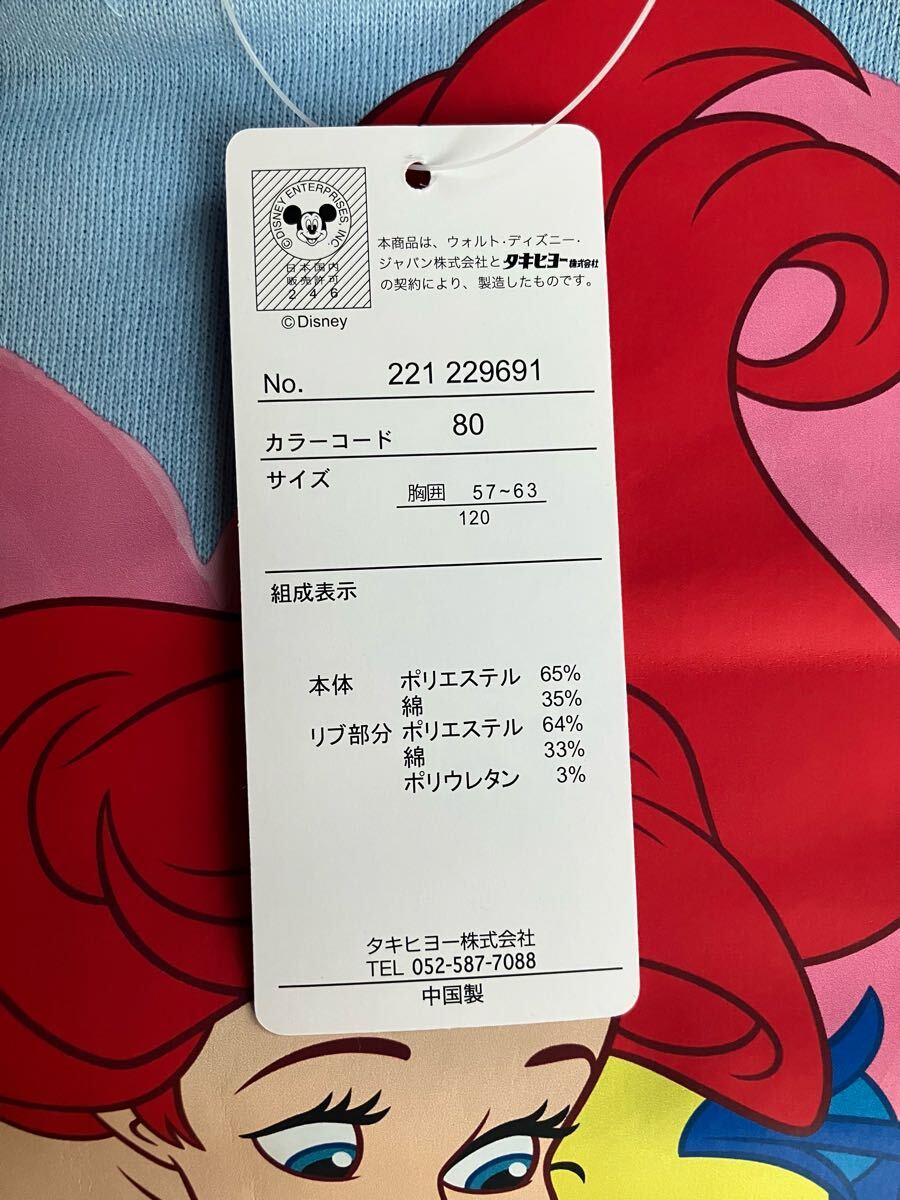 © DISNEY ENTERPRISES, INC.
日本国内
販売許可
246
©Disney
本商品は、ウォルト・ディズニー・
ジャパン株式会社とタキヒヨー株式会社
の契約により、製造したものです。
No. 221 229691
カラーコード 80
サイズ
胸囲 57~63
120
組成表示
本体 ポリエステル 65%
綿 35%
リブ部分 ポリエステル 64%
綿 33%
ポリウレタン 3%
タキヒヨー株式会社
TEL 052-587-7088
中国製